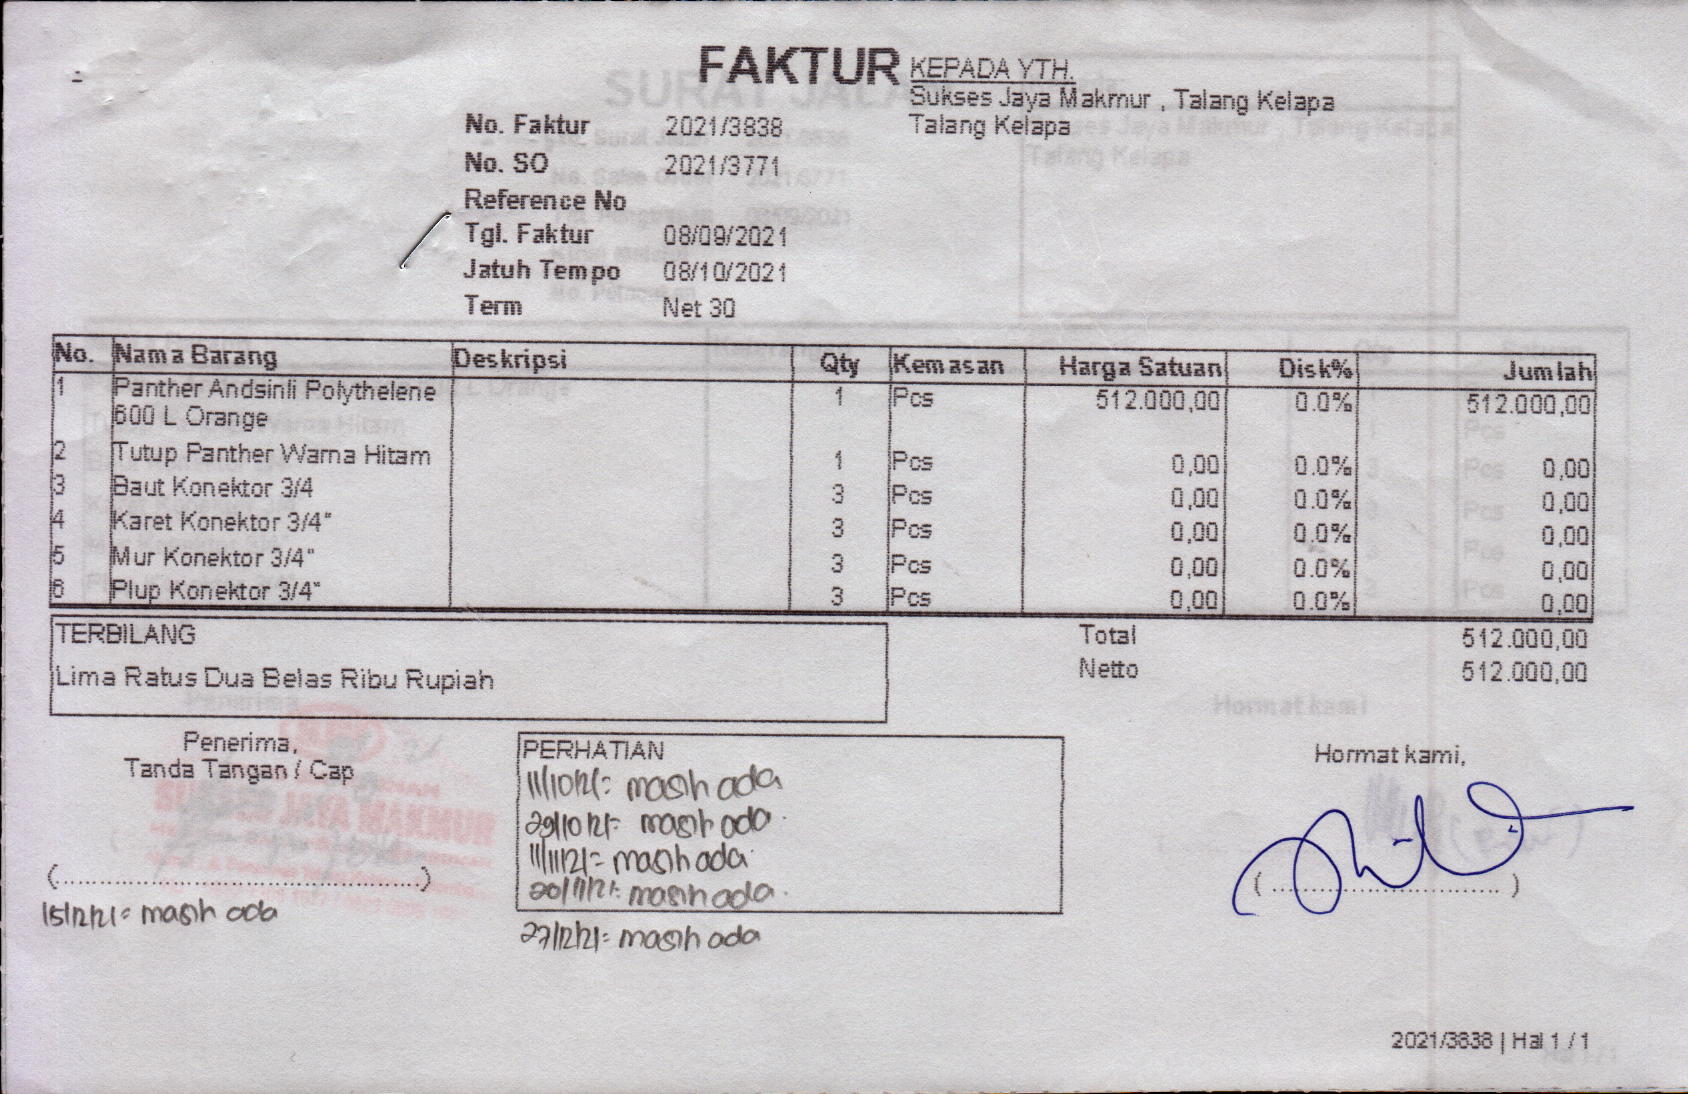 FAKTUR
KEPADA YTH.
Sukses Jaya Makmur , Talang Kelapa
Talang Kelapa
No. Faktur 2021/3838
No. SO 2021/3771
Reference No
Tgl. Faktur 08/09/2021
Jatuh Tempo 08/10/2021
Term Net 30
No. Nama Barang Deskripsi Qty Kemasan Harga Satuan Disk% Jumlah
1 Panther Andsinli Polythelene 1 Pcs 512.000,00 0.0% 512.000,00
600 L Orange
2 Tutup Panther Warna Hitam 1 Pcs 0,00 0.0% 0,00
3 Baut Konektor 3/4 3 Pcs 0,00 0.0% 0,00
4 Karet Konektor 3/4" 3 Pcs 0,00 0.0% 0,00
5 Mur Konektor 3/4" 3 Pcs 0,00 0.0% 0,00
6 Plup Konektor 3/4" 3 Pcs 0,00 0.0% 0,00
TERBILANG
Lima Ratus Dua Belas Ribu Rupiah
Total 512.000,00
Netto 512.000,00
Penerima,
Tanda Tangan / Cap
SUKSES JAYA MAKMUR
(..........................................)
15/12/21= masih ada
PERHATIAN
11/10/21= masih ada
29/10/21= masih ada
11/11/21= masih ada
20/11/21= masih ada
27/12/21= masih ada
Hormat kami,
(..........................)
2021/3838 | Hal 1 / 1